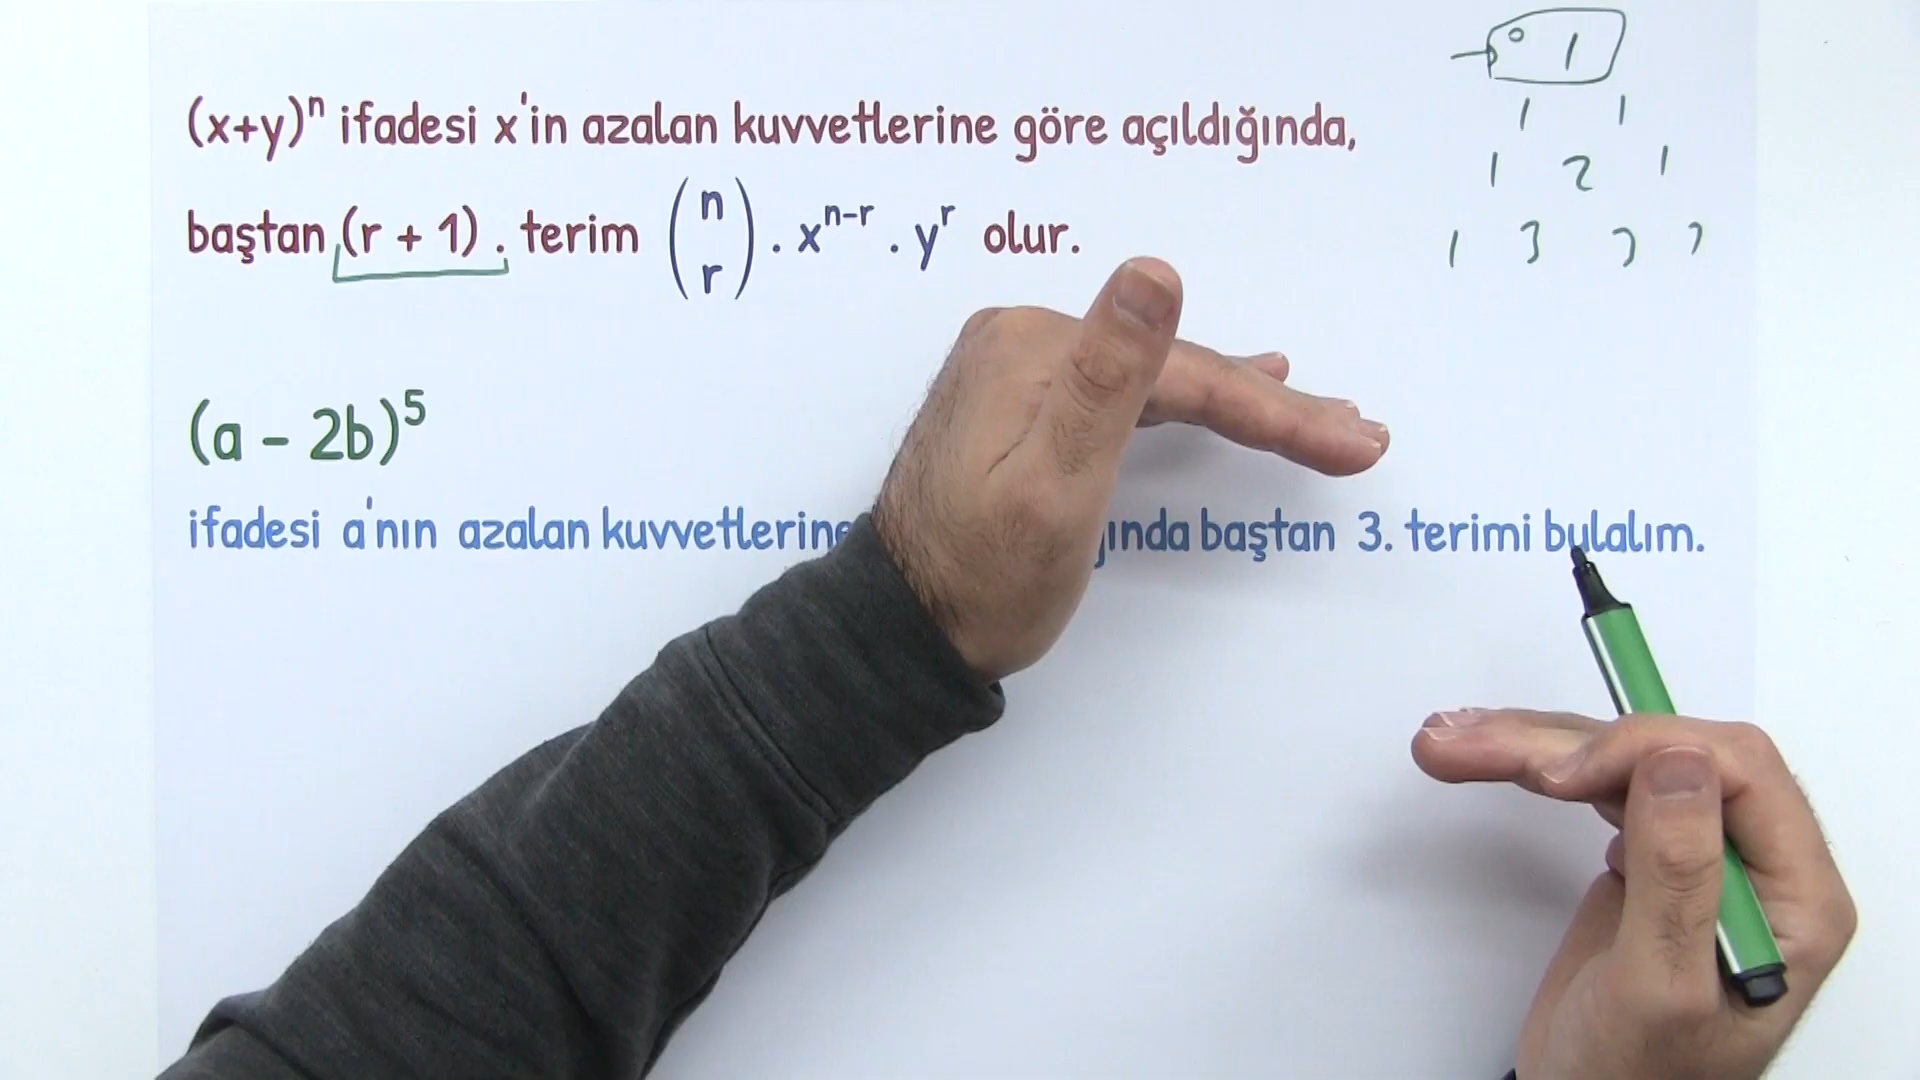 (x+y)ⁿ ifadesi x'in azalan kuvvetlerine göre açıldığında,
baştan (r + 1) . terim (n r) . xⁿ⁻ʳ . yʳ olur.
(a - 2b)⁵
ifadesi a'nın azalan kuvvetlerine baştan 3. terimi bulalım.
0 1
1 1
1 2 1
1 3